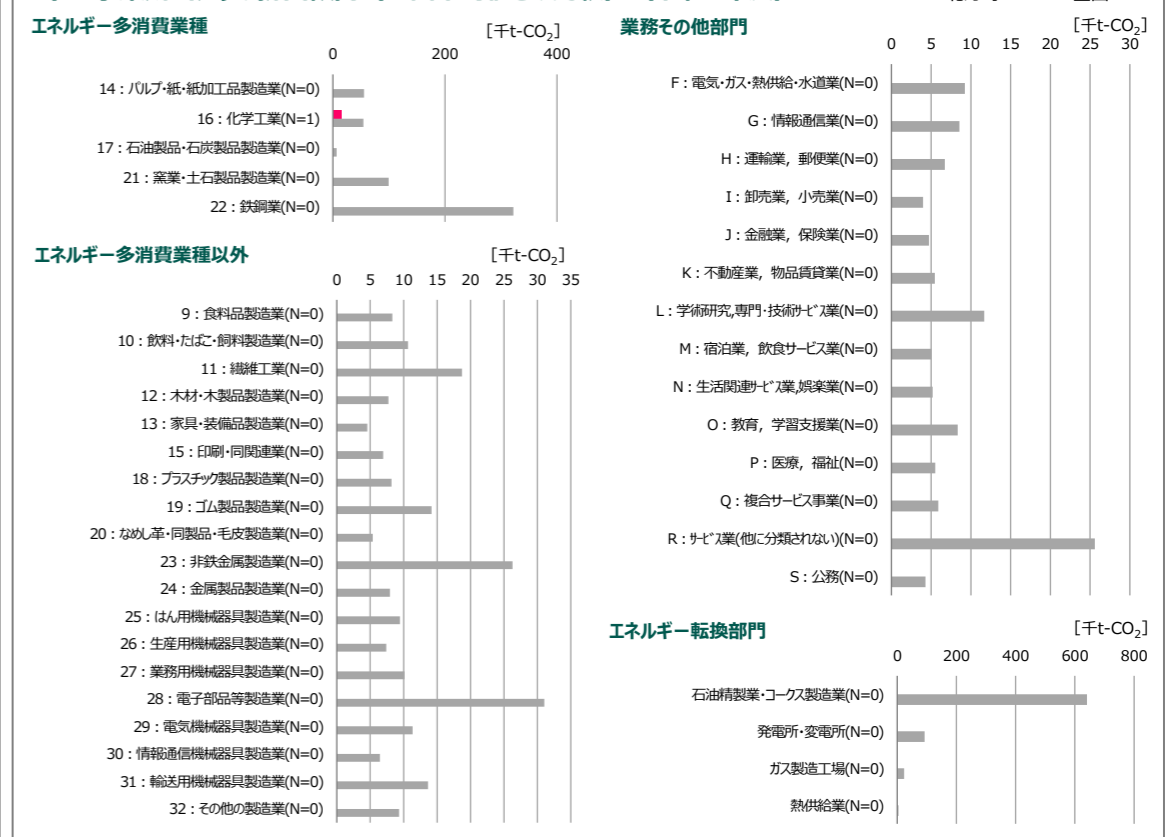 エネルギー多消費業種
[千t-CO2]
0 200 400
14：パルプ・紙・紙加工品製造業(N=0)
16：化学工業(N=1)
17：石油製品・石炭製品製造業(N=0)
21：窯業・土石製品製造業(N=0)
22：鉄鋼業(N=0)
エネルギー多消費業種以外
[千t-CO2]
0 5 10 15 20 25 30 35
9：食料品製造業(N=0)
10：飲料・たばこ・飼料製造業(N=0)
11：繊維工業(N=0)
12：木材・木製品製造業(N=0)
13：家具・装備品製造業(N=0)
15：印刷・同関連業(N=0)
18：プラスチック製品製造業(N=0)
19：ゴム製品製造業(N=0)
20：なめし革・同製品・毛皮製造業(N=0)
23：非鉄金属製造業(N=0)
24：金属製品製造業(N=0)
25：はん用機械器具製造業(N=0)
26：生産用機械器具製造業(N=0)
27：業務用機械器具製造業(N=0)
28：電子部品等製造業(N=0)
29：電気機械器具製造業(N=0)
30：情報通信機械器具製造業(N=0)
31：輸送用機械器具製造業(N=0)
32：その他の製造業(N=0)
業務その他部門
[千t-CO2]
0 5 10 15 20 25 30
F：電気・ガス・熱供給・水道業(N=0)
G：情報通信業(N=0)
H：運輸業，郵便業(N=0)
I：卸売業，小売業(N=0)
J：金融業，保険業(N=0)
K：不動産業，物品賃貸業(N=0)
L：学術研究,専門・技術サービス業(N=0)
M：宿泊業，飲食サービス業(N=0)
N：生活関連サービス業,娯楽業(N=0)
O：教育，学習支援業(N=0)
P：医療，福祉(N=0)
Q：複合サービス事業(N=0)
R：サービス業(他に分類されない)(N=0)
S：公務(N=0)
エネルギー転換部門
[千t-CO2]
0 200 400 600 800
石油精製業・コークス製造業(N=0)
発電所・変電所(N=0)
ガス製造工場(N=0)
熱供給業(N=0)